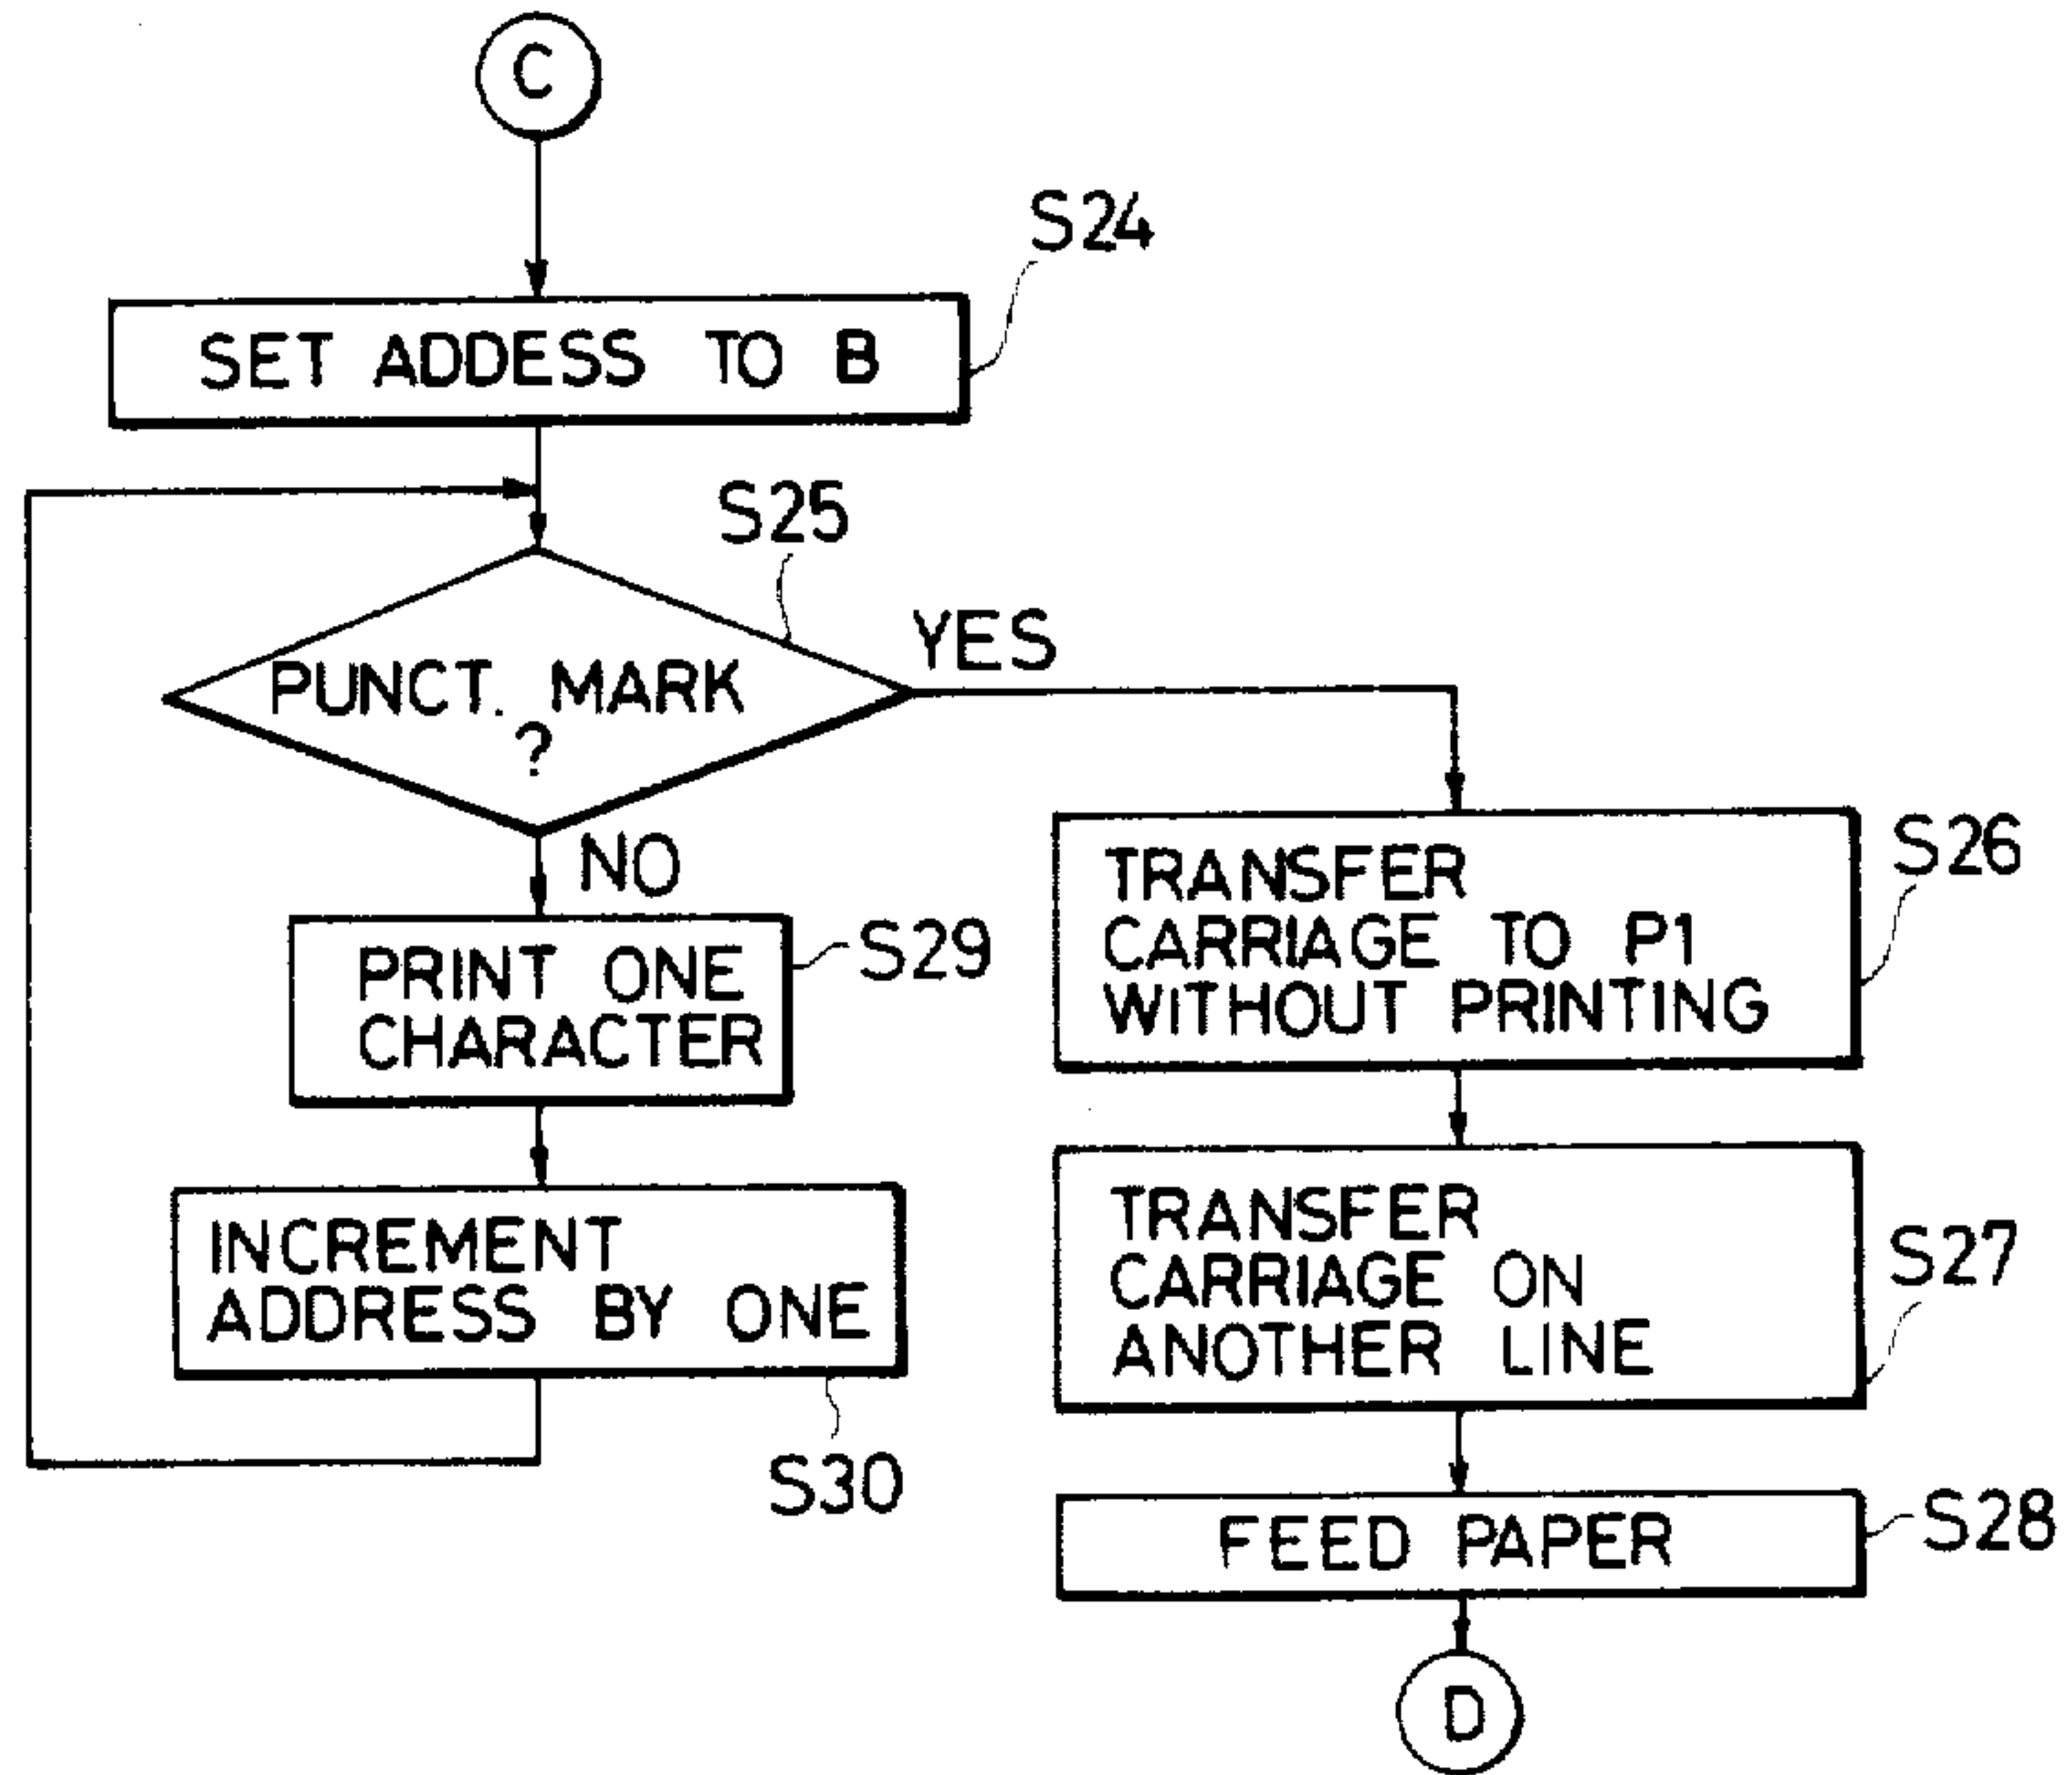 C
S24
SET ADDESS TO B
S25
PUNCT. MARK
?
YES
NO
S29
PRINT ONE
CHARACTER
INCREMENT
ADDRESS BY ONE
S30
S26
TRANSFER
CARRIAGE TO P1
WITHOUT PRINTING
TRANSFER
CARRIAGE ON
ANOTHER LINE
S27
FEED PAPER
S28
D